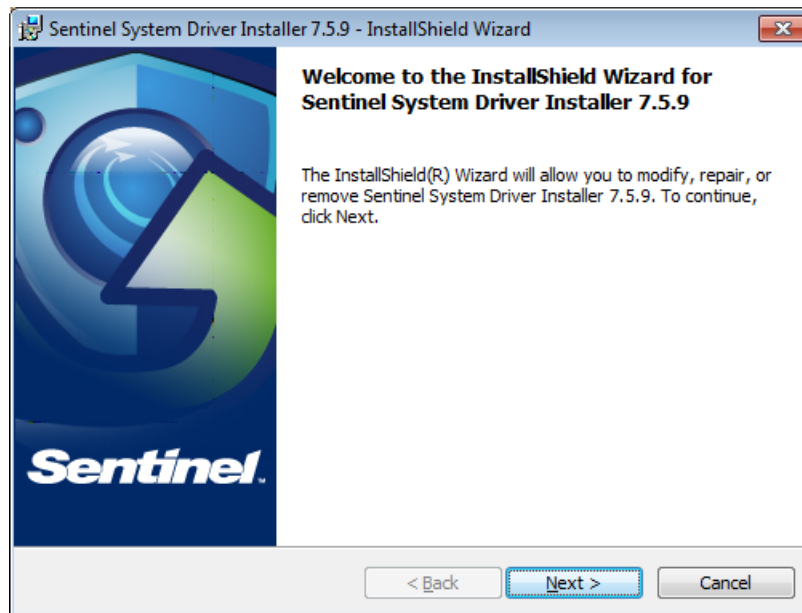 Sentinel System Driver Installer 7.5.9 - InstallShield Wizard
Welcome to the InstallShield Wizard for
Sentinel System Driver Installer 7.5.9
The InstallShield(R) Wizard will allow you to modify, repair, or
remove Sentinel System Driver Installer 7.5.9. To continue,
click Next.
Sentinel™
< Back
Next >
Cancel